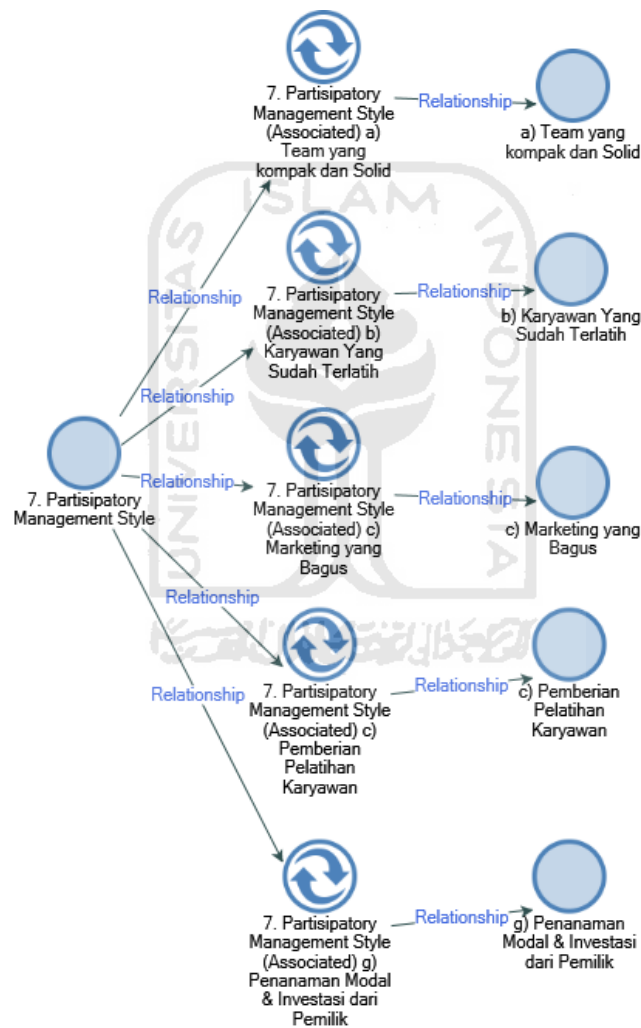 7. Partisipatory
Management Style
(Associated) a)
Team yang
kompak dan Solid
Relationship
a) Team yang
kompak dan Solid
ISLAM
UNIVERSITAS
INDONESIA
Relationship
7. Partisipatory
Management Style
(Associated) b)
Karyawan Yang
Sudah Terlatih
Relationship
b) Karyawan Yang
Sudah Terlatih
Relationship
7. Partisipatory
Management Style
Relationship
7. Partisipatory
Management Style
(Associated) c)
Marketing yang
Bagus
Relationship
c) Marketing yang
Bagus
Relationship
7. Partisipatory
Management Style
(Associated) c)
Pemberian
Pelatihan
Karyawan
Relationship
c) Pemberian
Pelatihan
Karyawan
Relationship
7. Partisipatory
Management Style
(Associated) g)
Penanaman Modal
& Investasi dari
Pemilik
Relationship
g) Penanaman
Modal & Investasi
dari Pemilik